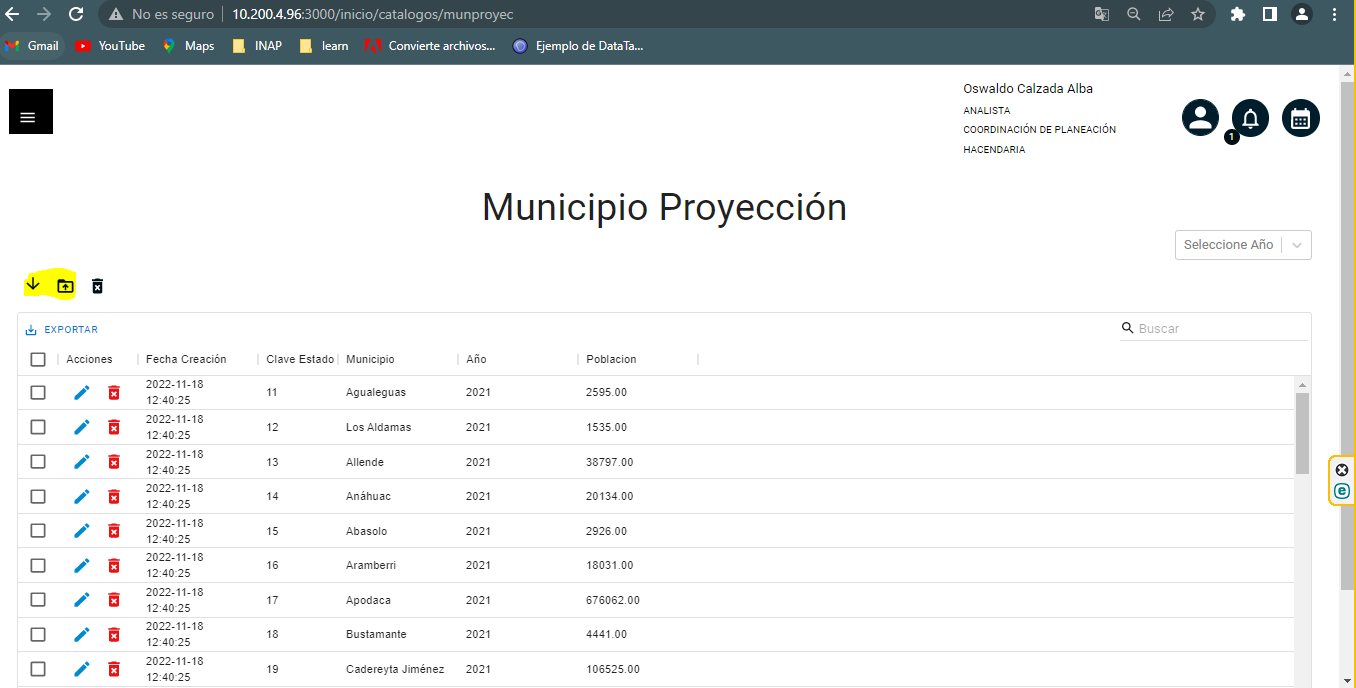 No es seguro 10.200.4.96:3000/inicio/catalogos/munproyec
Gmail YouTube Maps INAP learn Convierte archivos... Ejemplo de DataTa...
Oswaldo Calzada Alba
ANALISTA
COORDINACIÓN DE PLANEACIÓN
HACENDARIA
1
Municipio Proyección
Seleccione Año
EXPORTAR
Buscar
Acciones Fecha Creación Clave Estado Municipio Año Poblacion
2022-11-18
12:40:25 11 Agualeguas 2021 2595.00
2022-11-18
12:40:25 12 Los Aldamas 2021 1535.00
2022-11-18
12:40:25 13 Allende 2021 38797.00
2022-11-18
12:40:25 14 Anáhuac 2021 20134.00
2022-11-18
12:40:25 15 Abasolo 2021 2926.00
2022-11-18
12:40:25 16 Aramberri 2021 18031.00
2022-11-18
12:40:25 17 Apodaca 2021 676062.00
2022-11-18
12:40:25 18 Bustamante 2021 4441.00
2022-11-18
12:40:25 19 Cadereyta Jiménez 2021 106525.00